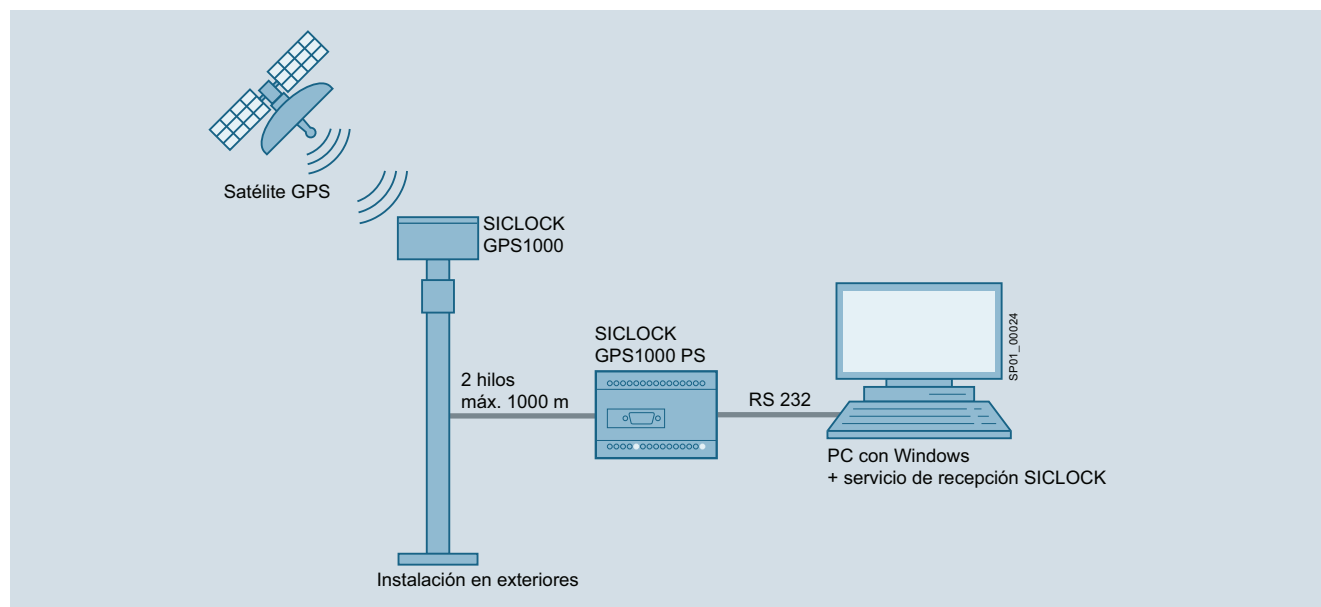 Satélite GPS
SICLOCK
GPS1000
SICLOCK
GPS1000 PS
2 hilos
máx. 1000 m
RS 232
SP01_00024
PC con Windows
+ servicio de recepción SICLOCK
Instalación en exteriores